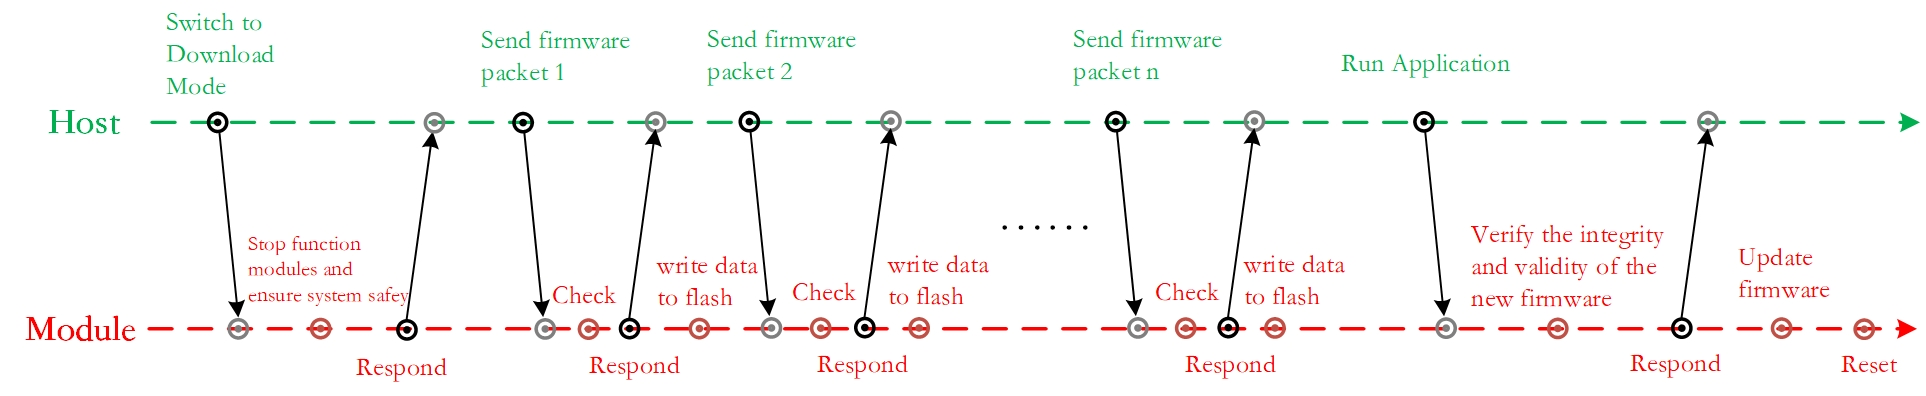 Switch to
Download
Mode
Send firmware
packet 1
Send firmware
packet 2
Send firmware
packet n
Run Application
Host
Stop function
modules and
ensure system safey
Check
write data
to flash
Check
write data
to flash
......
Check
write data
to flash
Verify the integrity
and validity of the
new firmware
Update
firmware
Module
Respond
Respond
Respond
Respond
Respond
Reset